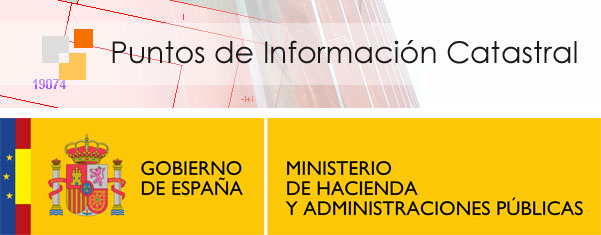 Puntos de Información Catastral
19074
GOBIERNO
DE ESPAÑA
MINISTERIO
DE HACIENDA
Y ADMINISTRACIONES PÚBLICAS